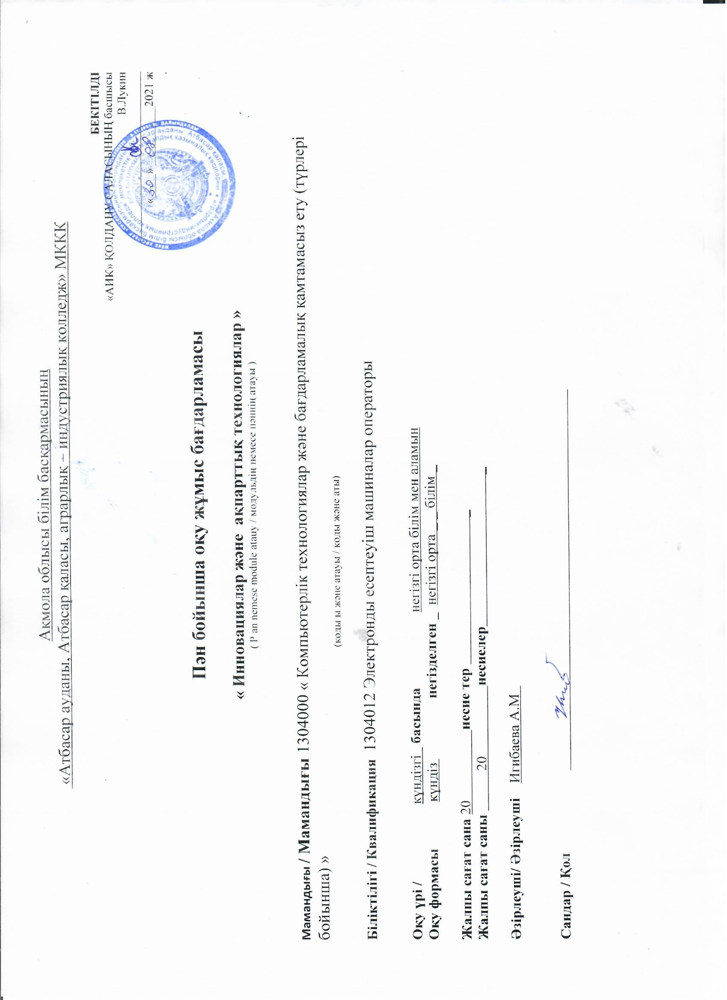 Ақмола облысы білім басқармасының
«Атбасар ауданы, Атбасар қаласы, аграрлық – индустриялық колледж» МККК
БЕКІТІЛДІ
«АИК» ҚОЛДАНУ САЛАСЫНЫҢ басшысы
В.Лукин
«30» 08 2021 ж
Пән бойынша оқу жұмыс бағдарламасы
« Инновациялар және ақпарттық технологиялар »
( P an nemese module atauy / модульдің немесе пәннің атауы )
Мамандығы / Мамандығы 1304000 « Компьютерлік технологиялар және бағдарламалық қамтамасыз ету (түрлері
бойынша) »
(коды ы және атауы / коды және аты)
Біліктілігі / Квалификация 1304012 Электронды есептеуіш машиналар операторы
Оқу үрі / күндізгі _ басында негізгі орта білім мен аламын
Оқу формасы күндіз негізделген _ негізгі орта _ _ білім _
Жалпы сағат сана 20 несие тер
Жалпы сағат саны 20 несиелер
Әзірлеуші/ Әзірлеуші Игибаева А.М
Сандар / Қол